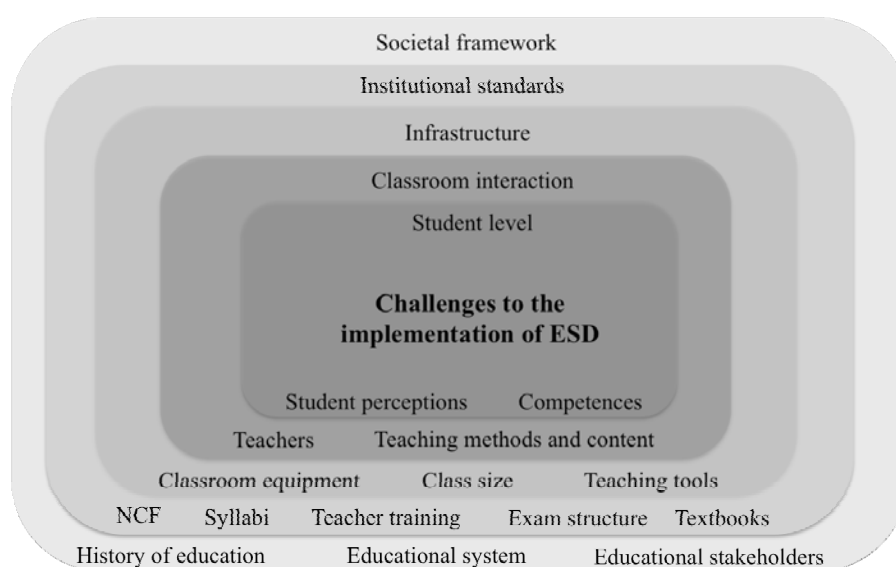 Societal framework
Institutional standards
Infrastructure
Classroom interaction
Student level
Challenges to the
implementation of ESD
Student perceptions Competences
Teachers Teaching methods and content
Classroom equipment Class size Teaching tools
NCF Syllabi Teacher training Exam structure Textbooks
History of education Educational system Educational stakeholders